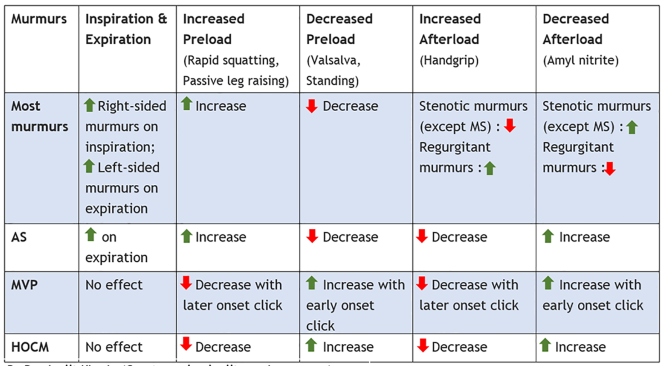 Murmurs Inspiration & Expiration Increased Preload (Rapid squatting, Passive leg raising) Decreased Preload (Valsalva, Standing) Increased Afterload (Handgrip) Decreased Afterload (Amyl nitrite)
Most murmurs Right-sided murmurs on inspiration; Left-sided murmurs on expiration Increase Decrease Stenotic murmurs (except MS) : Regurgitant murmurs : Stenotic murmurs (except MS) : Regurgitant murmurs :
AS on expiration Increase Decrease Decrease Increase
MVP No effect Decrease with later onset click Increase with early onset click Decrease with later onset click Increase with early onset click
HOCM No effect Decrease Increase Decrease Increase